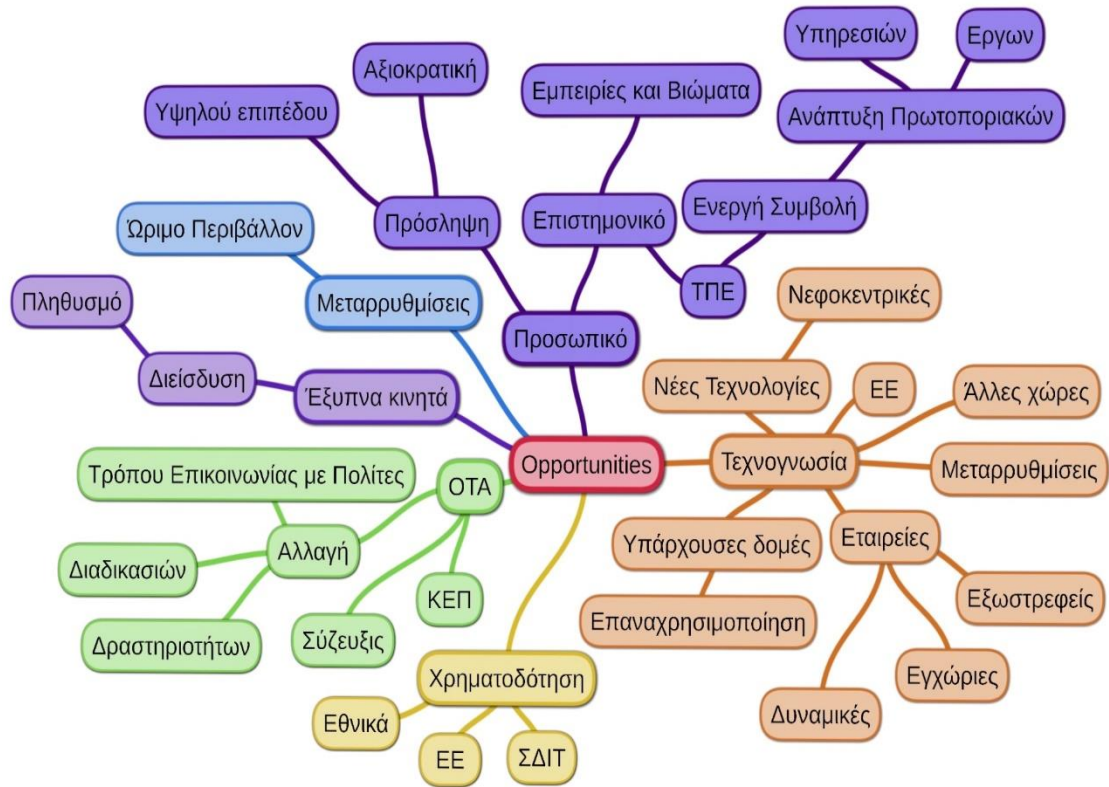 Υπηρεσιών
Εργων
Αξιοκρατική
Εμπειρίες και Βιώματα
Υψηλού επιπέδου
Ανάπτυξη Πρωτοποριακών
Πρόσληψη
Επιστημονικό
Ενεργή Συμβολή
Ώριμο Περιβάλλον
ΤΠΕ
Πληθυσμό
Μεταρρυθμίσεις
Προσωπικό
Νεφοκεντρικές
Διείσδυση
Έξυπνα κινητά
Νέες Τεχνολογίες
ΕΕ
Άλλες χώρες
Opportunities
Τεχνογνωσία
Μεταρρυθμίσεις
Τρόπου Επικοινωνίας με Πολίτες
ΟΤΑ
Αλλαγή
Υπάρχουσες δομές
Εταιρείες
Διαδικασιών
ΚΕΠ
Εξωστρεφείς
Δραστηριοτήτων
Σύζευξις
Επαναχρησιμοποίηση
Χρηματοδότηση
Εγχώριες
Εθνικά
Δυναμικές
ΕΕ
ΣΔΙΤ